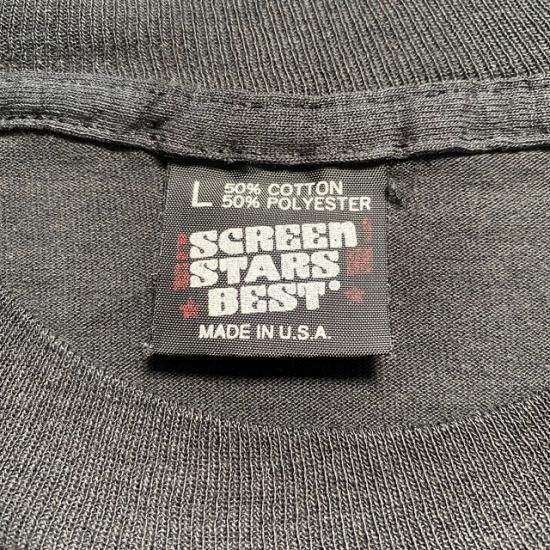 L 50% COTTON
50% POLYESTER
SCREEN
STARS
BEST
MADE IN U.S.A.